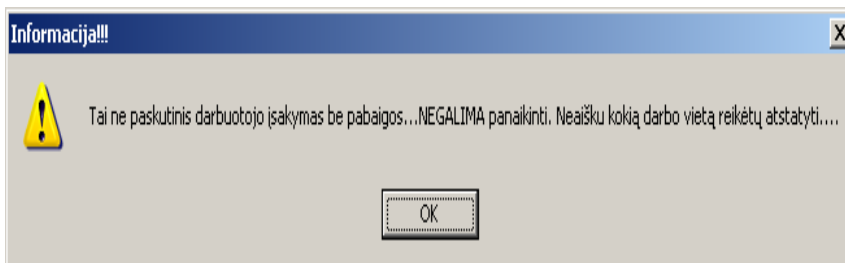 Informacija!!!
Tai ne paskutinis darbuotojo įsakymas be pabaigos...NEGALIMA panaikinti. Neaišku kokią darbo vietą reikėtų atstatyti....
OK